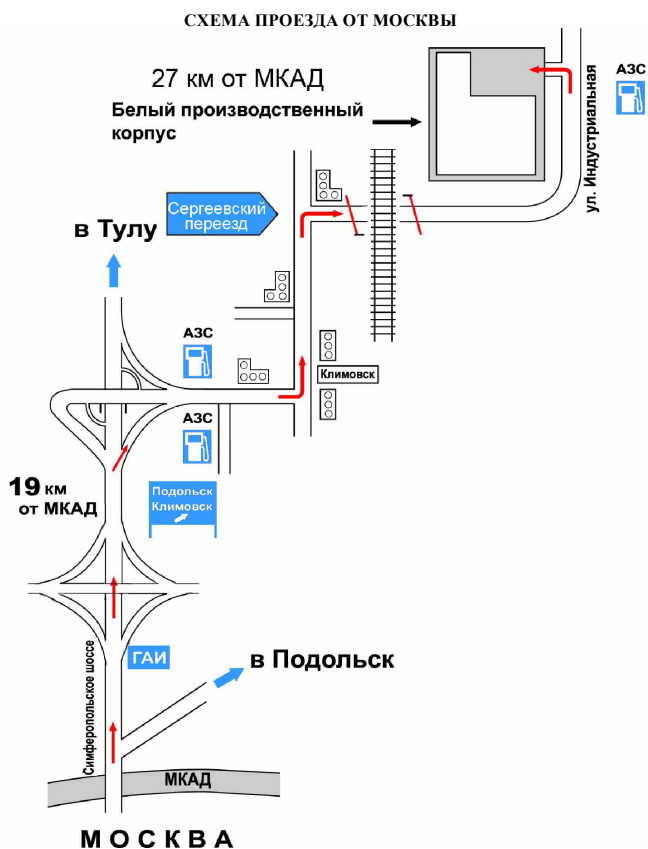 СХЕМА ПРОЕЗДА ОТ МОСКВЫ
27 км от МКАД
АЗС
Белый производственный
корпус
ул. Индустриальная
Сергеевский
переезд
в Тулу
АЗС
Климовск
АЗС
19 км
от МКАД
Подольск
Климовск
ГАИ
в Подольск
Симферопольское шоссе
МКАД
МОСКВА